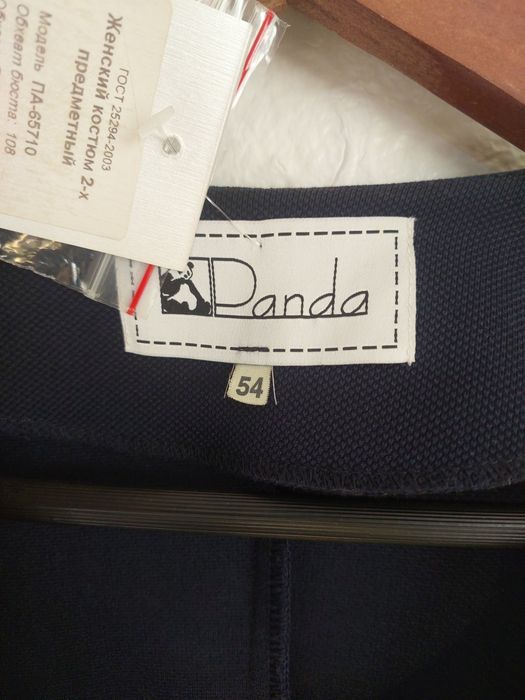 ГОСТ 25294-2003
Женский костюм 2-х
предметный
Модель ПА-65710
Обхват бюста: 108
Panda
54